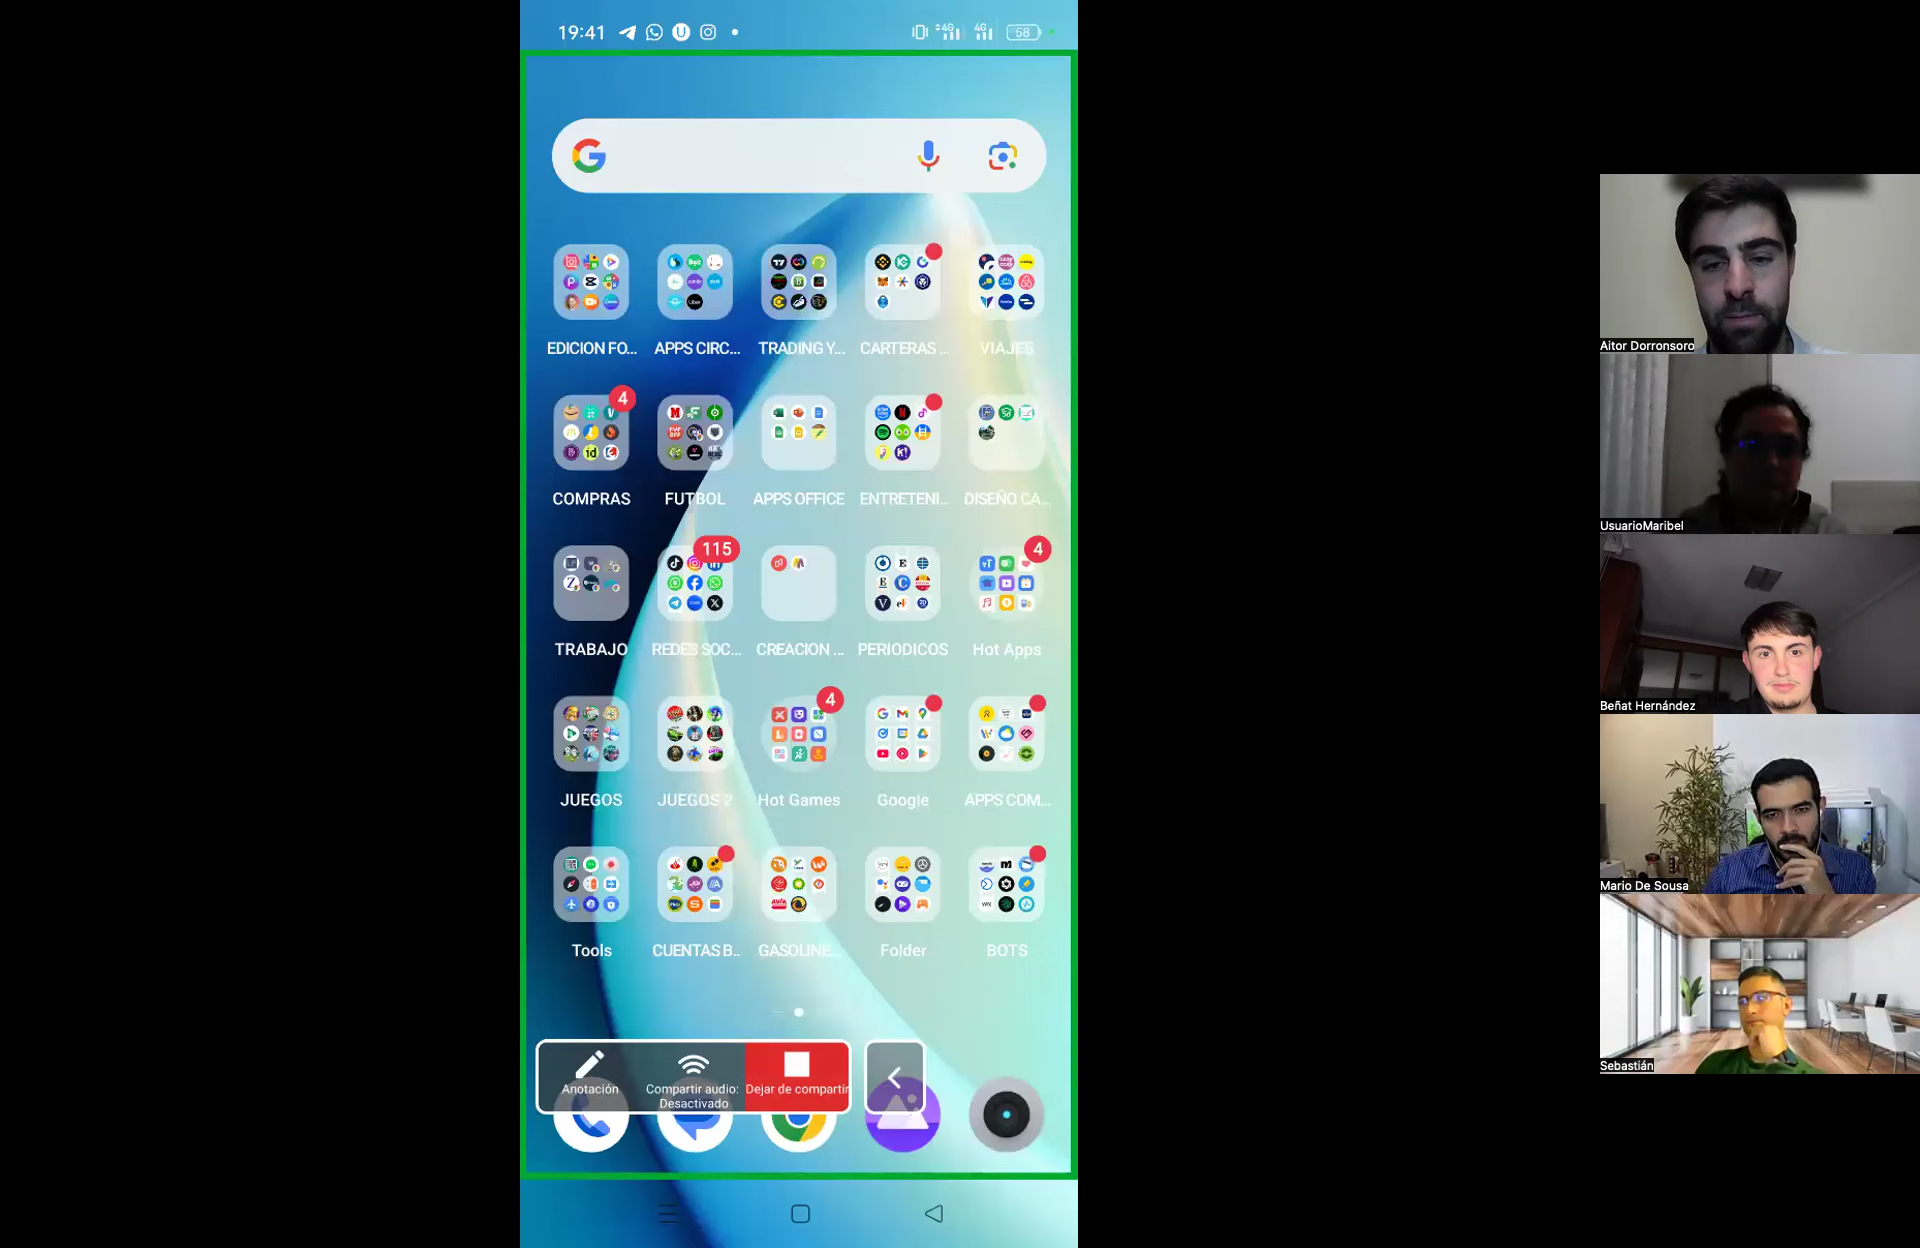 19:41
4G
4G
58
EDICION FO...
APPS CIRC...
TRADING Y...
CARTERAS ...
VIAJES
4
COMPRAS
FUTBOL
APPS OFFICE
ENTRETENI...
DISEÑO CA...
115
4
TRABAJO
REDES SOC...
CREACION ...
PERIODICOS
Hot Apps
4
JUEGOS
JUEGOS 2
Hot Games
Google
APPS COM...
Tools
CUENTAS B...
GASOLINE...
Folder
BOTS
Anotación
Compartir audio:
Desactivado
Dejar de compartir
Aitor Dorronsoro
UsuarioMaribel
Beñat Hernández
Mario De Sousa
Sebastián